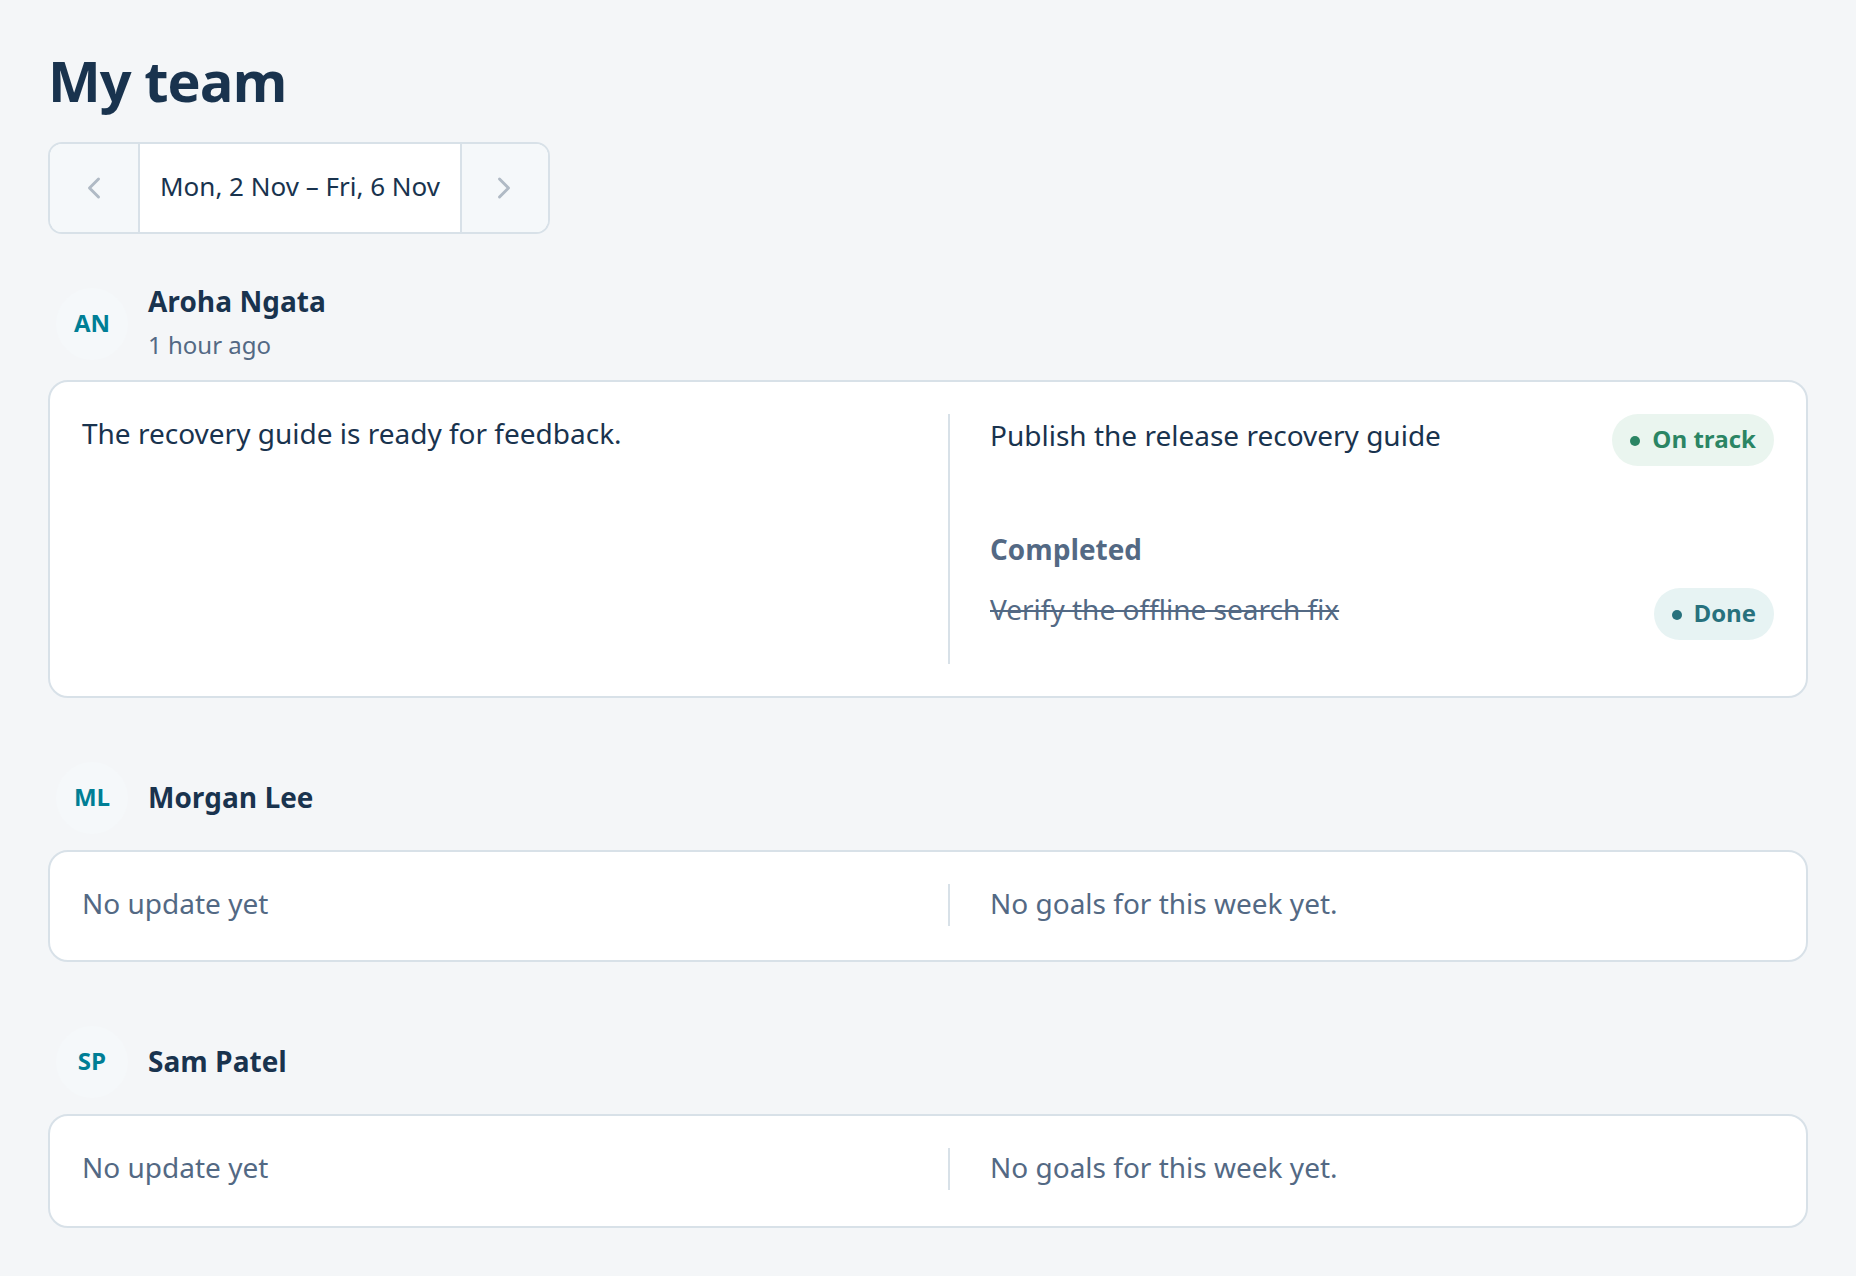 My team
Mon, 2 Nov – Fri, 6 Nov
AN
Aroha Ngata
1 hour ago
The recovery guide is ready for feedback.
Publish the release recovery guide
On track
Completed
Verify the offline search fix
Done
ML
Morgan Lee
No update yet
No goals for this week yet.
SP
Sam Patel
No update yet
No goals for this week yet.